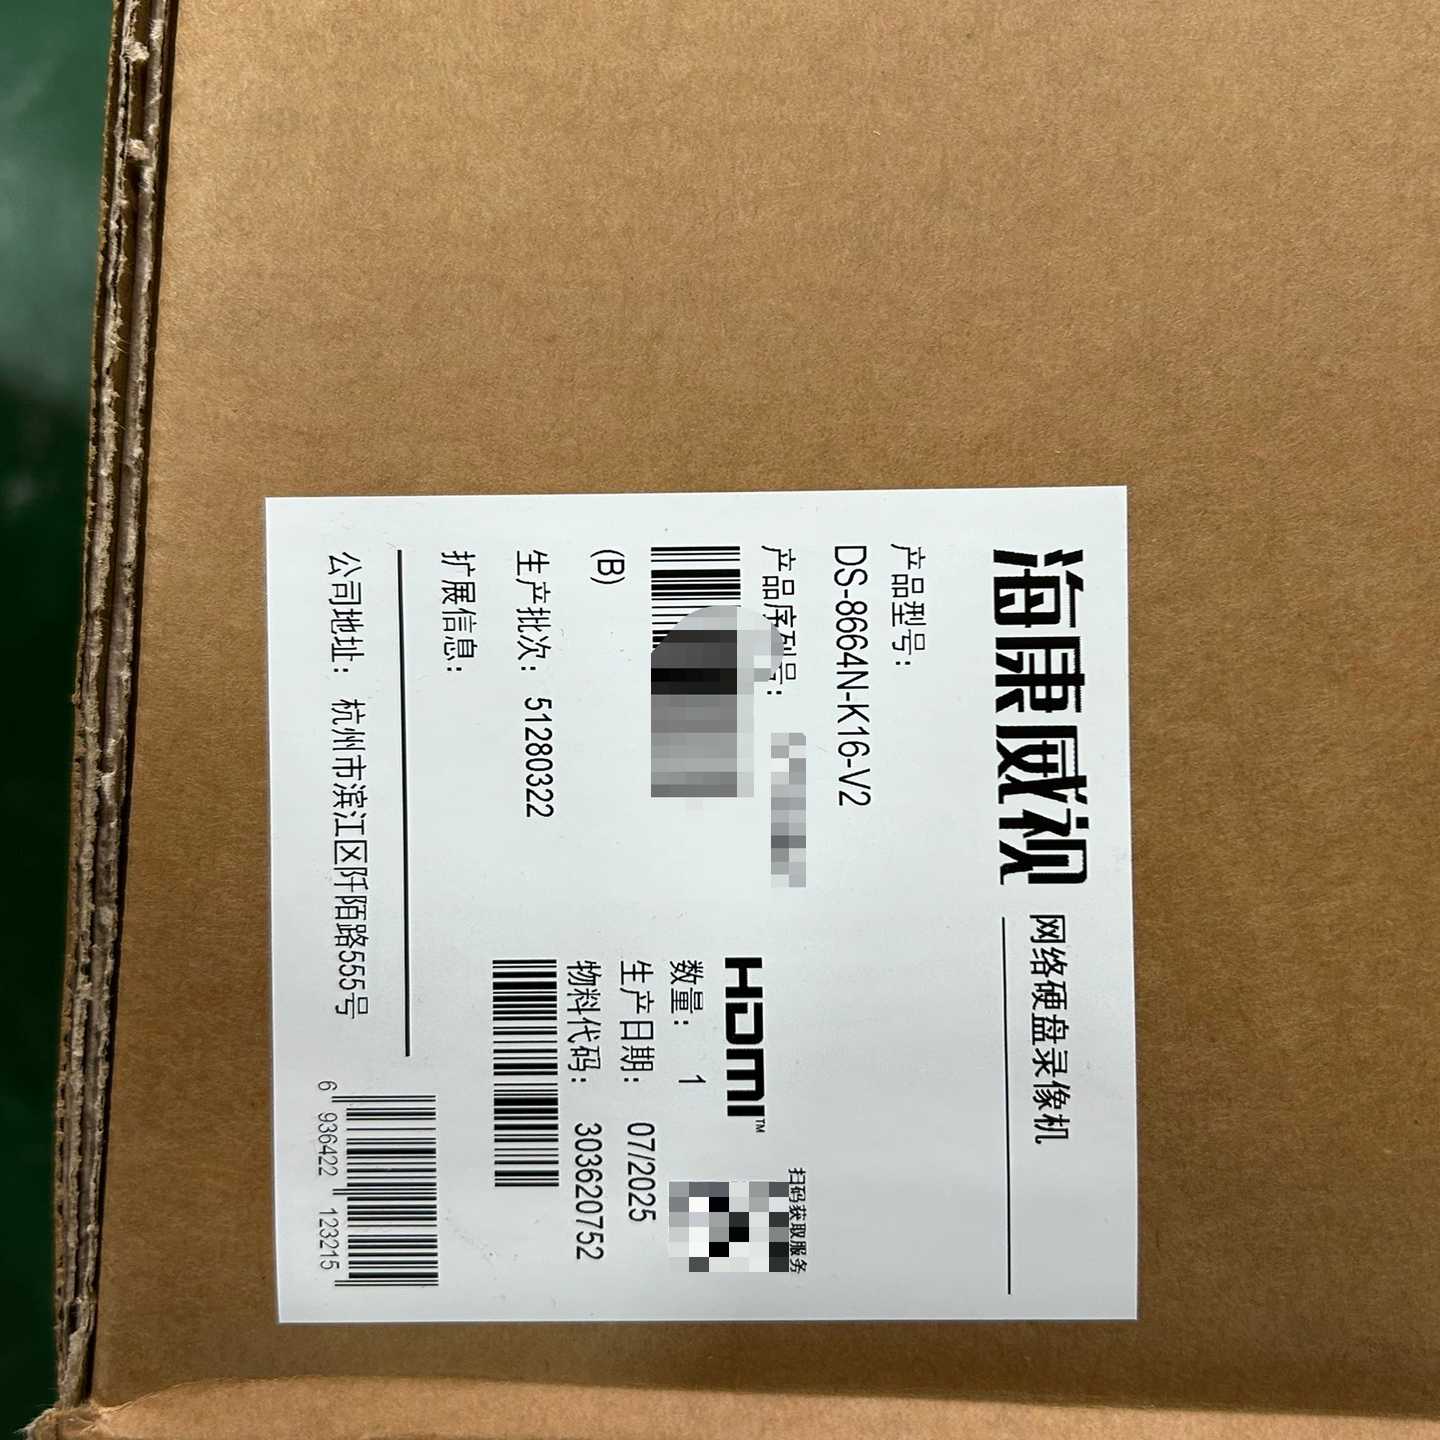 海康威视 网络硬盘录像机
产品型号：
DS-8664N-K16-V2
产品序列号：
(B)
生产批次：51280322
扩展信息：
HDMI™
扫码获取服务
数量：1
生产日期：07/2025
物料代码：303620752
公司地址：杭州市滨江区阡陌路555号
6 936422 123215